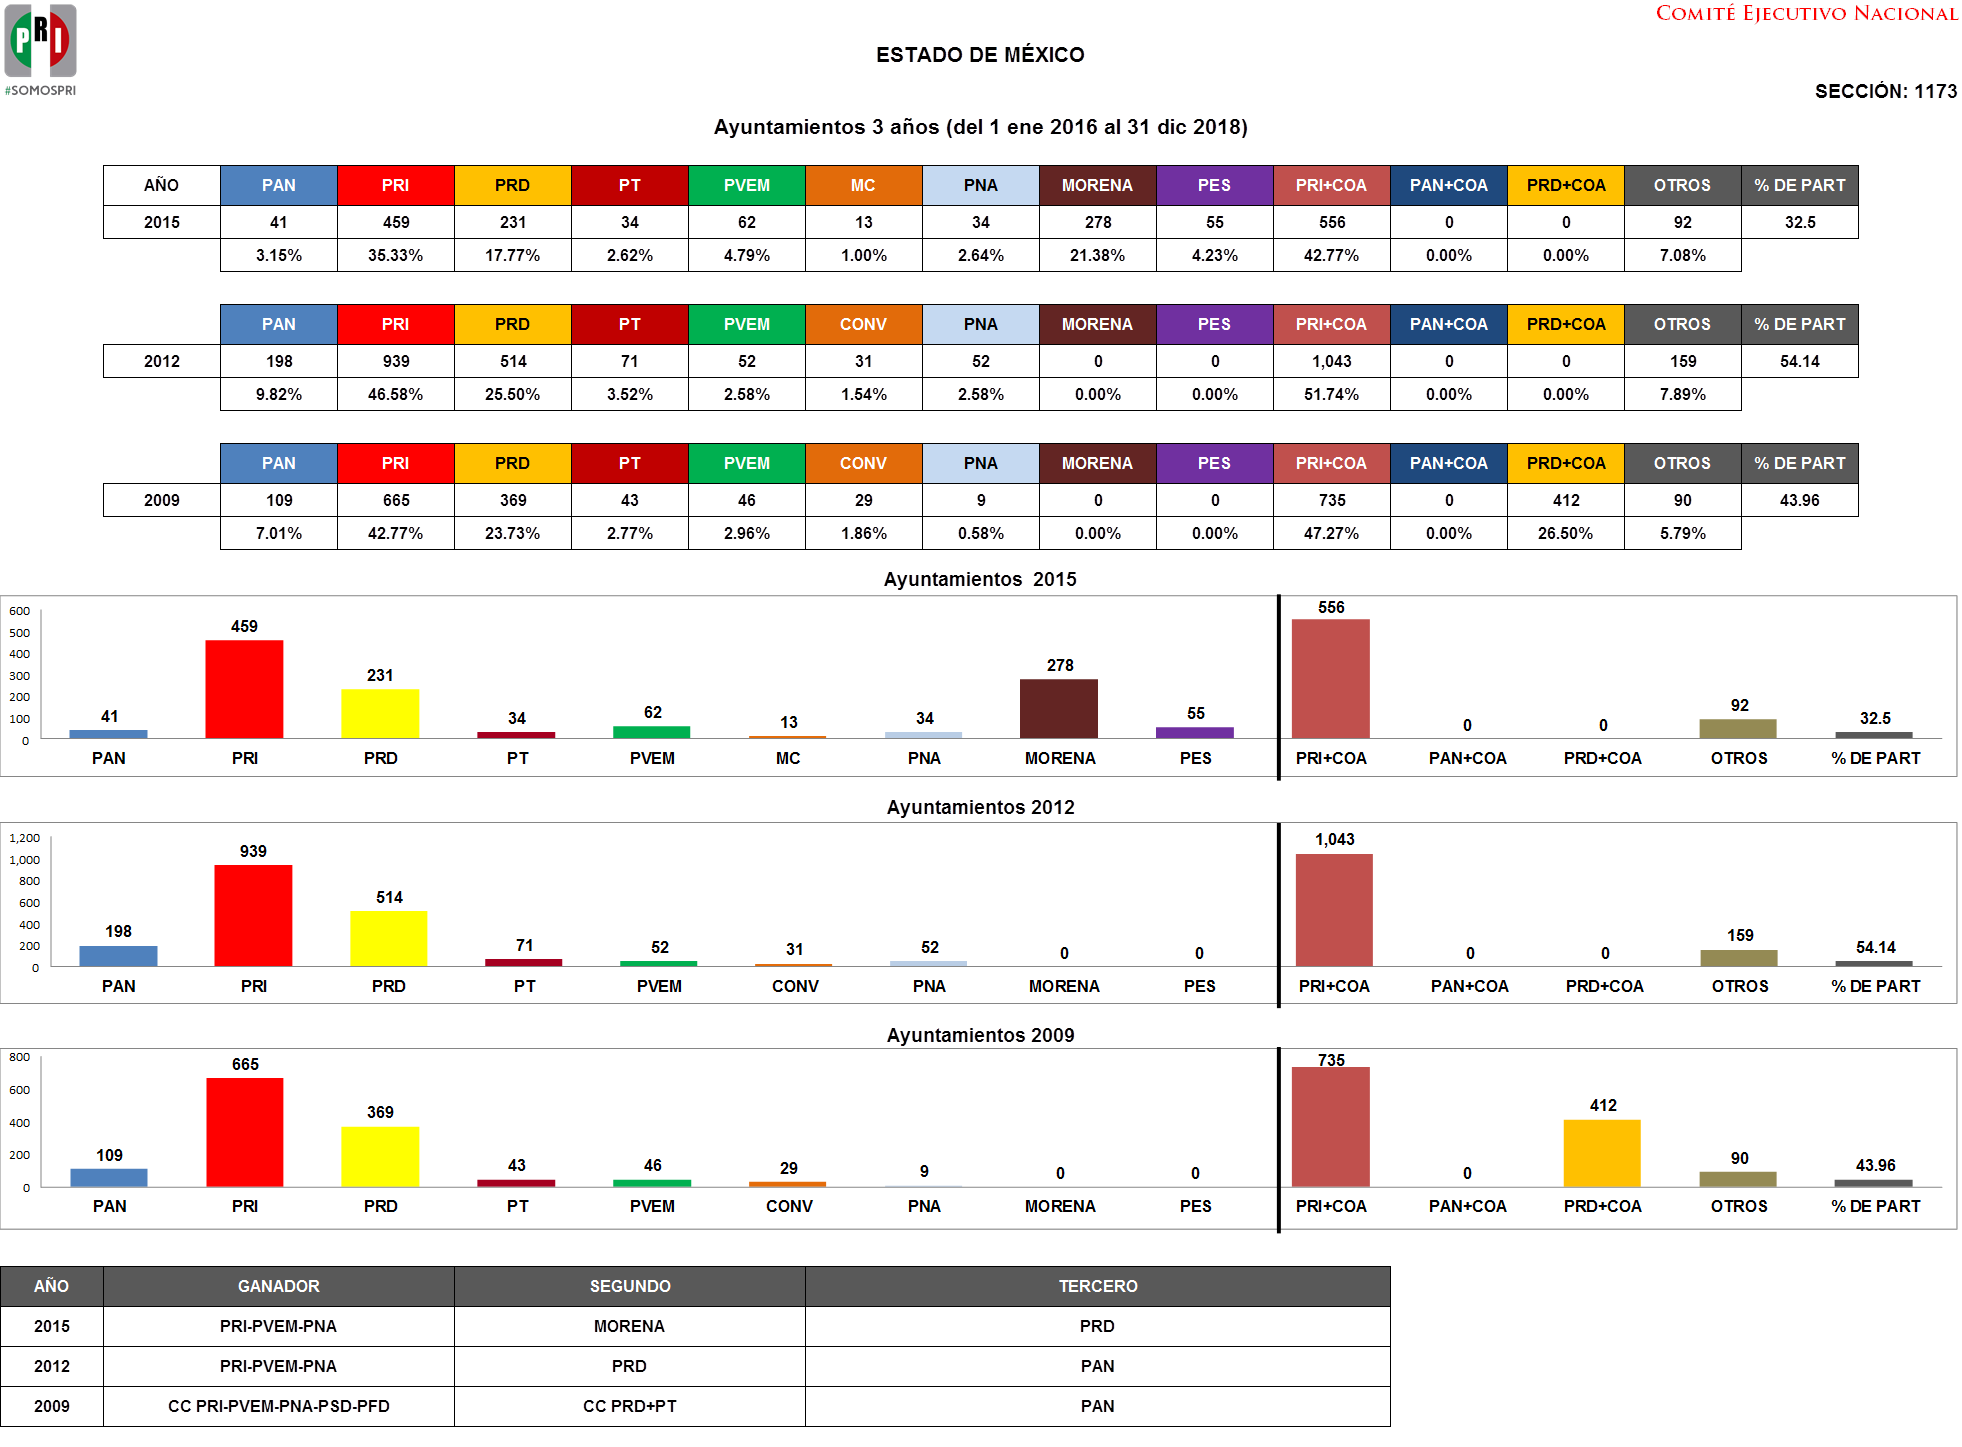 PRI
#SOMOSPRI
COMITÉ EJECUTIVO NACIONAL
ESTADO DE MÉXICO
SECCIÓN: 1173
Ayuntamientos 3 años (del 1 ene 2016 al 31 dic 2018)
AÑO PAN PRI PRD PT PVEM MC PNA MORENA PES PRI+COA PAN+COA PRD+COA OTROS % DE PART
2015 41 459 231 34 62 13 34 278 55 556 0 0 92 32.5
3.15% 35.33% 17.77% 2.62% 4.79% 1.00% 2.64% 21.38% 4.23% 42.77% 0.00% 0.00% 7.08%
PAN PRI PRD PT PVEM CONV PNA MORENA PES PRI+COA PAN+COA PRD+COA OTROS % DE PART
2012 198 939 514 71 52 31 52 0 0 1,043 0 0 159 54.14
9.82% 46.58% 25.50% 3.52% 2.58% 1.54% 2.58% 0.00% 0.00% 51.74% 0.00% 0.00% 7.89%
PAN PRI PRD PT PVEM CONV PNA MORENA PES PRI+COA PAN+COA PRD+COA OTROS % DE PART
2009 109 665 369 43 46 29 9 0 0 735 0 412 90 43.96
7.01% 42.77% 23.73% 2.77% 2.96% 1.86% 0.58% 0.00% 0.00% 47.27% 0.00% 26.50% 5.79%
Ayuntamientos 2015
600
500
400
300
200
100
0
41 459 231 34 62 13 34 278 55 556 0 0 92 32.5
PAN PRI PRD PT PVEM MC PNA MORENA PES PRI+COA PAN+COA PRD+COA OTROS % DE PART
Ayuntamientos 2012
1,200
1,000
800
600
400
200
0
198 939 514 71 52 31 52 0 0 1,043 0 0 159 54.14
PAN PRI PRD PT PVEM CONV PNA MORENA PES PRI+COA PAN+COA PRD+COA OTROS % DE PART
Ayuntamientos 2009
800
600
400
200
0
109 665 369 43 46 29 9 0 0 735 0 412 90 43.96
PAN PRI PRD PT PVEM CONV PNA MORENA PES PRI+COA PAN+COA PRD+COA OTROS % DE PART
AÑO GANADOR SEGUNDO TERCERO
2015 PRI-PVEM-PNA MORENA PRD
2012 PRI-PVEM-PNA PRD PAN
2009 CC PRI-PVEM-PNA-PSD-PFD CC PRD+PT PAN